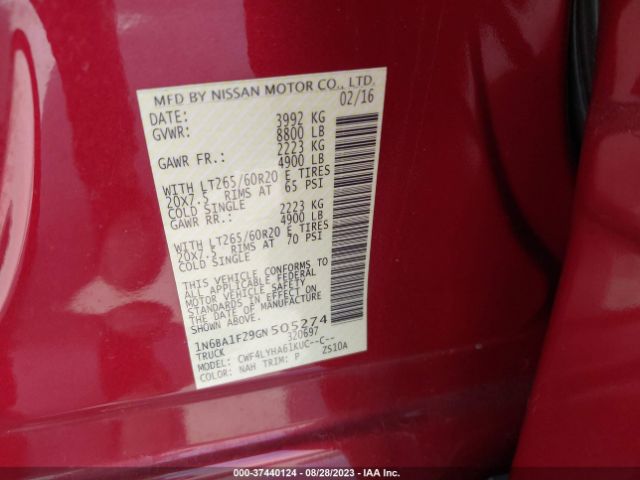 MFD BY NISSAN MOTOR CO., LTD.
DATE: 02/16
GVWR: 3992 KG
8800 LB
GAWR FR.: 2223 KG
4900 LB
WITH LT265/60R20 E TIRES
20X7.5 RIMS AT 65 PSI
COLD SINGLE
GAWR RR.: 2223 KG
4900 LB
WITH LT265/60R20 E TIRES
20X7.5 RIMS AT 70 PSI
COLD SINGLE
THIS VEHICLE CONFORMS TO
ALL APPLICABLE FEDERAL
MOTOR VEHICLE SAFETY
STANDARDS IN EFFECT ON
THE DATE OF MANUFACTURE
1N6BA1F29GN505274
TRUCK 320697
MODEL: CWF4LYHA61KUC--C--
COLOR: NAH TRIM: P ZS10A
000-37440124 | 08/28/2023 - IAA Inc.